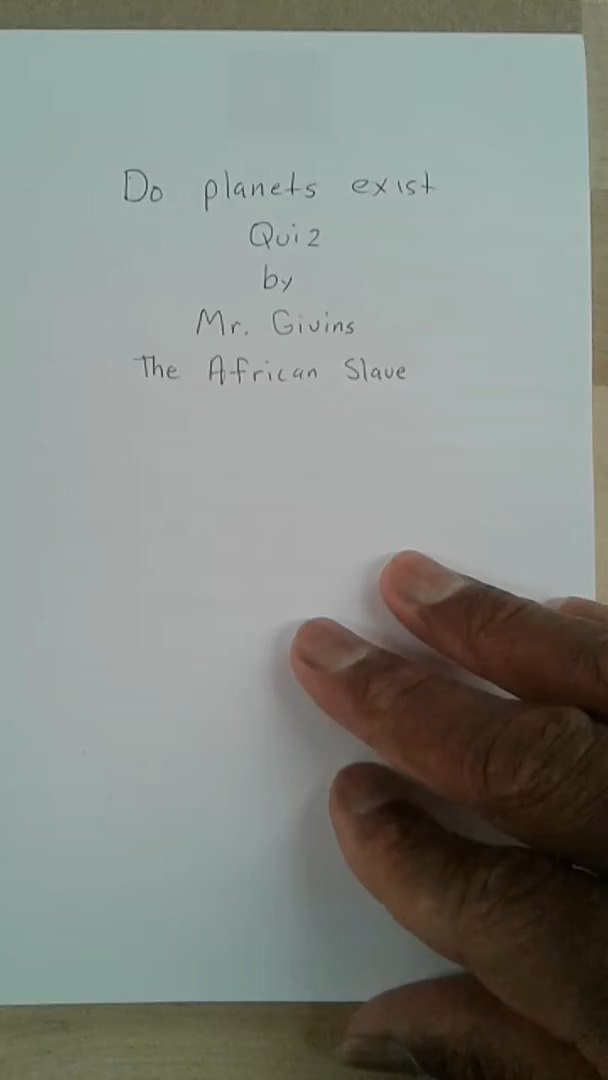 Do planets exist
Quiz
by
Mr. Givins
The African Slave